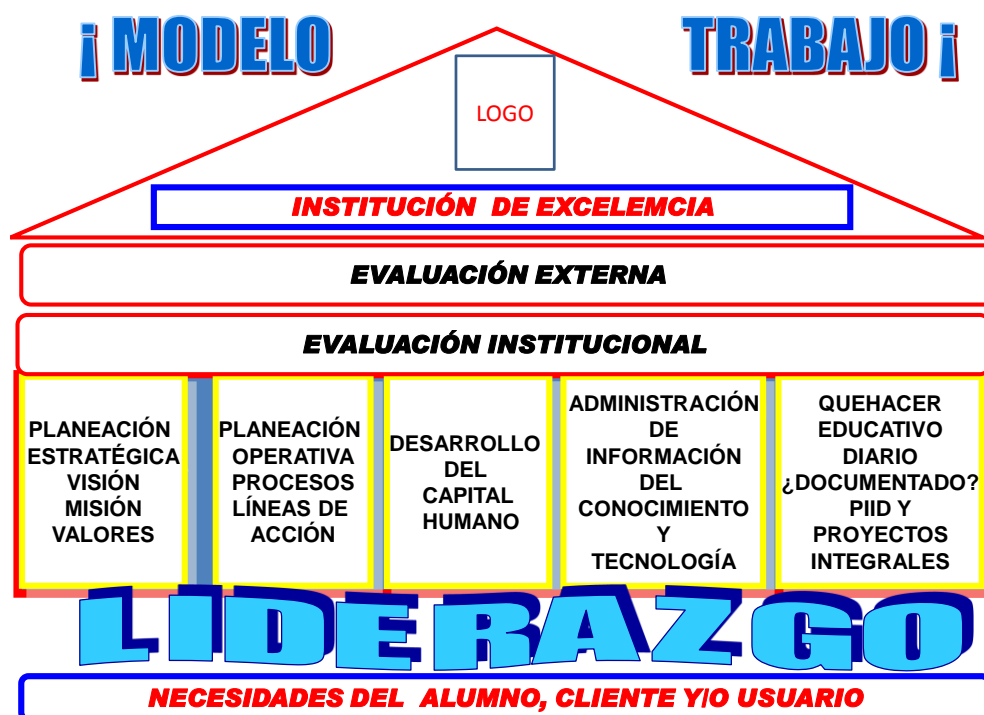 ¡ MODELO
TRABAJO ¡
LOGO
INSTITUCIÓN DE EXCELEMCIA
EVALUACIÓN EXTERNA
EVALUACIÓN INSTITUCIONAL
PLANEACIÓN
ESTRATÉGICA
VISIÓN
MISIÓN
VALORES
PLANEACIÓN
OPERATIVA
PROCESOS
LÍNEAS DE
ACCIÓN
DESARROLLO
DEL
CAPITAL
HUMANO
ADMINISTRACIÓN
DE
INFORMACIÓN
DEL
CONOCIMIENTO
Y
TECNOLOGÍA
QUEHACER
EDUCATIVO
DIARIO
¿DOCUMENTADO?
PIID Y
PROYECTOS
INTEGRALES
LIDERAZGO
NECESIDADES DEL ALUMNO, CLIENTE Y/O USUARIO